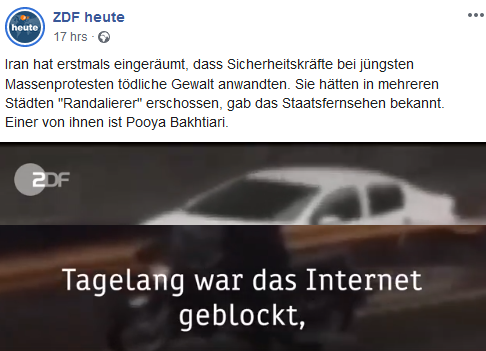 heute
ZDF heute
17 hrs ·
Iran hat erstmals eingeräumt, dass Sicherheitskräfte bei jüngsten
Massenprotesten tödliche Gewalt anwandten. Sie hätten in mehreren
Städten "Randalierer" erschossen, gab das Staatsfernsehen bekannt.
Einer von ihnen ist Pooya Bakhtiari.
ZDF
Tagelang war das Internet
geblockt,